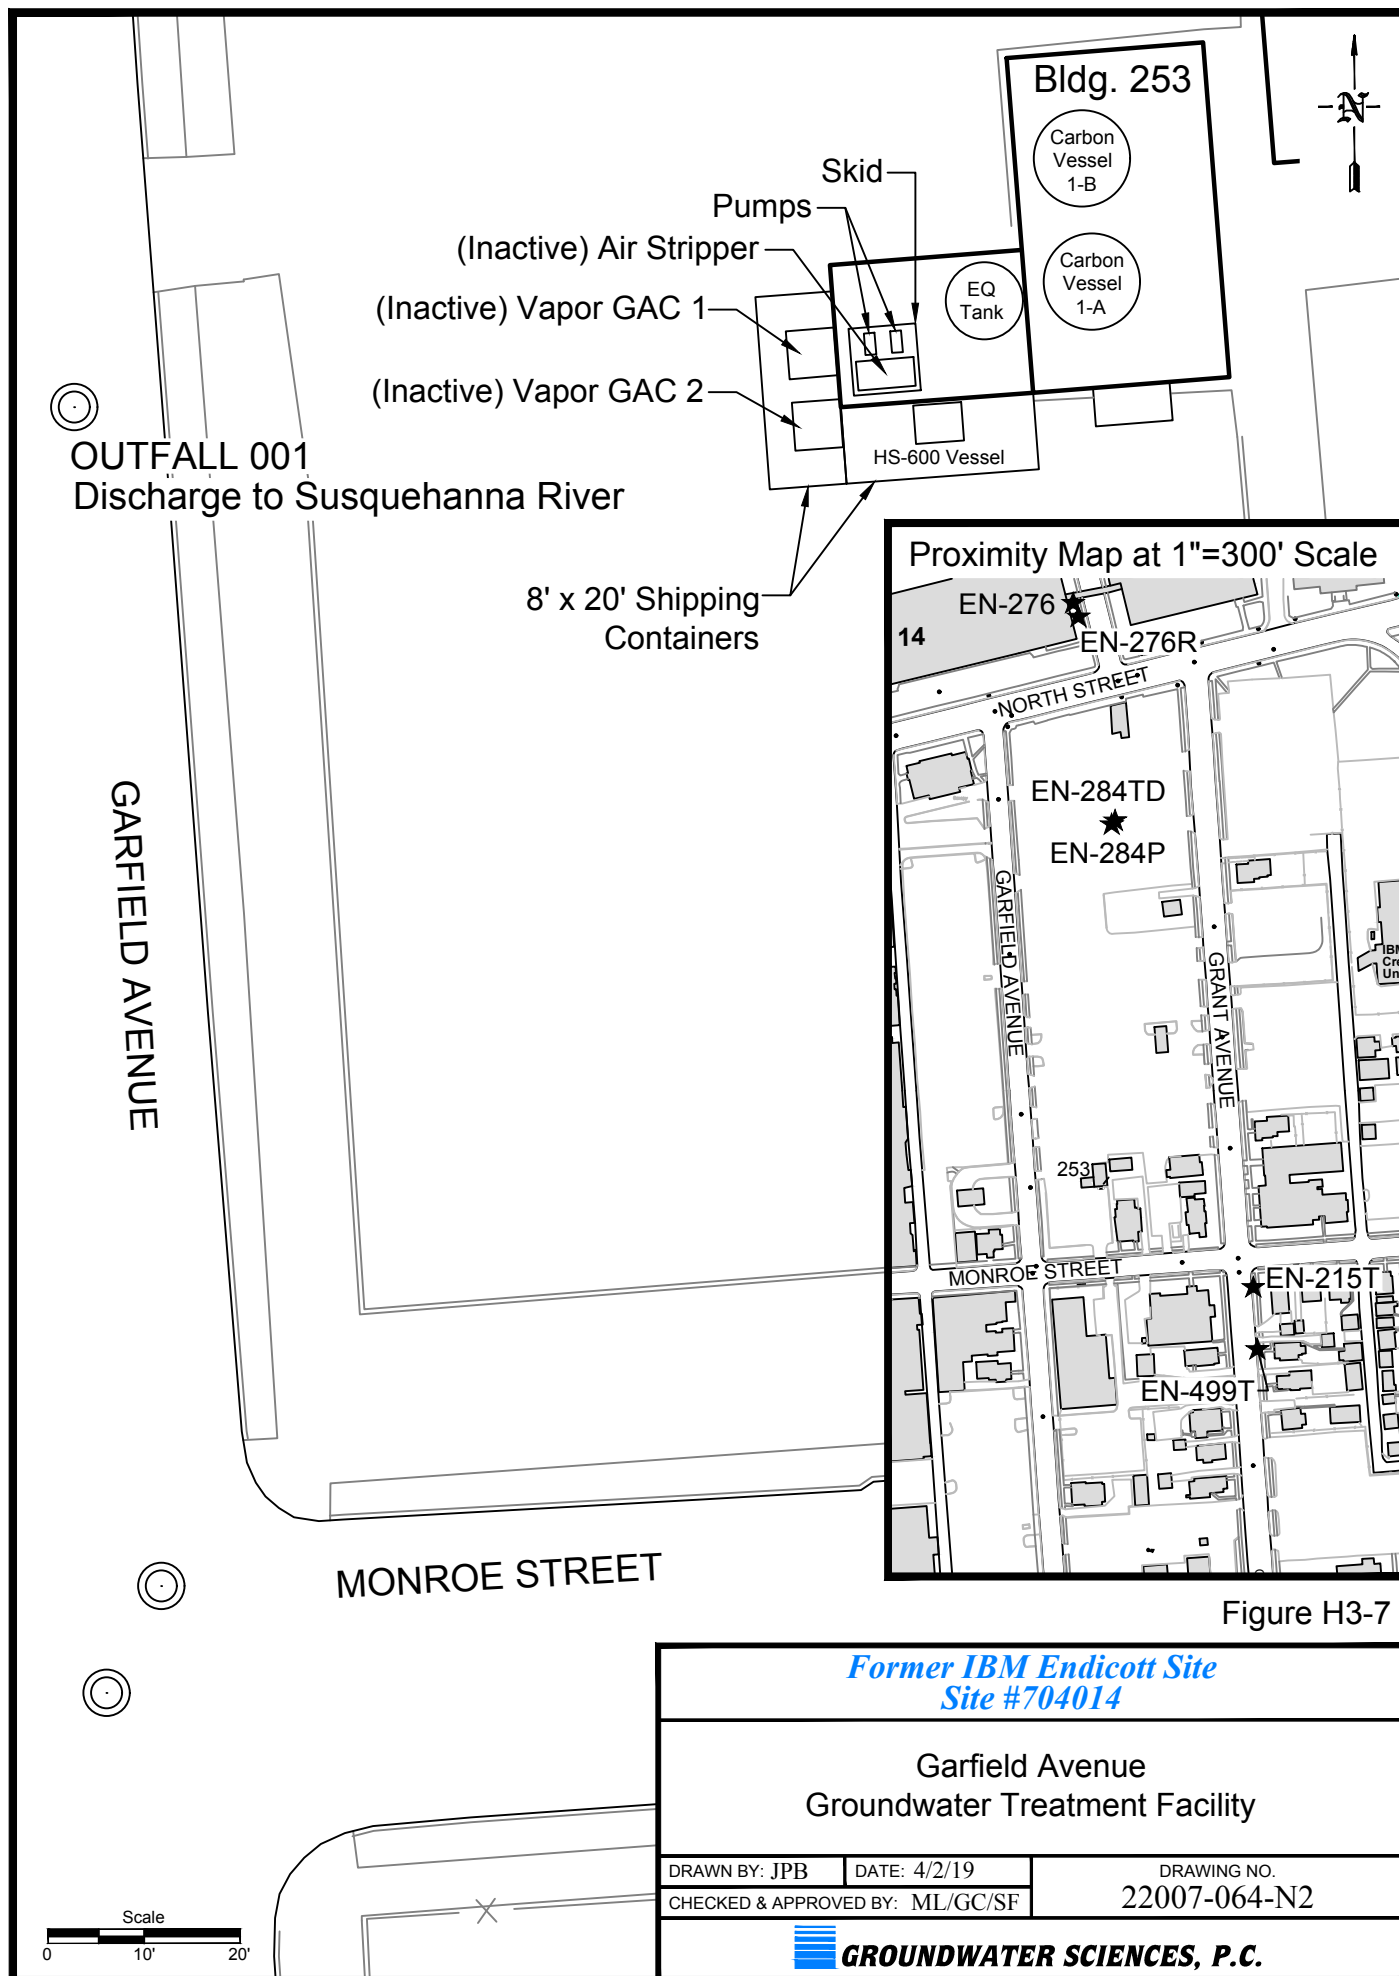 Bldg. 253
N
Carbon
Vessel
1-B
Skid
Pumps
(Inactive) Air Stripper
Carbon
Vessel
1-A
EQ
Tank
(Inactive) Vapor GAC 1
(Inactive) Vapor GAC 2
OUTFALL 001
Discharge to Susquehanna River
HS-600 Vessel
8' x 20' Shipping
Containers
GARFIELD AVENUE
MONROE STREET
Proximity Map at 1"=300' Scale
EN-276
14
EN-276R
NORTH STREET
EN-284TD
EN-284P
GARFIELD AVENUE
GRANT AVENUE
IBM
Cre
Un
253
MONROE STREET
EN-215T
EN-499T
Figure H3-7
Former IBM Endicott Site
Site #704014
Garfield Avenue
Groundwater Treatment Facility
DRAWN BY: JPB
DATE: 4/2/19
DRAWING NO.
22007-064-N2
CHECKED & APPROVED BY: ML/GC/SF
GROUNDWATER SCIENCES, P.C.
Scale
0 10' 20'